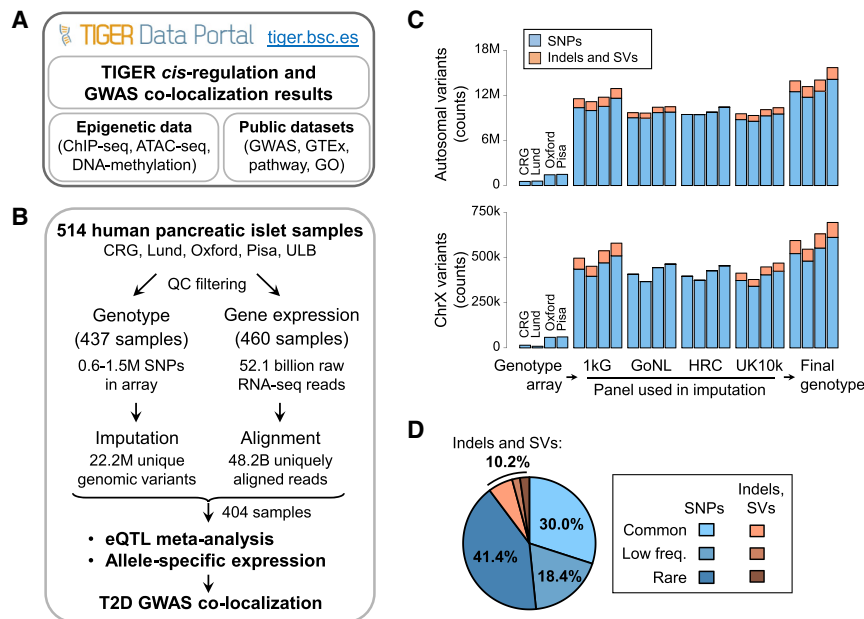 A
TIGER Data Portal tiger.bsc.es
TIGER cis-regulation and
GWAS co-localization results
Epigenetic data
(ChIP-seq, ATAC-seq,
DNA-methylation)
Public datasets
(GWAS, GTEx,
pathway, GO)
B
514 human pancreatic islet samples
CRG, Lund, Oxford, Pisa, ULB
QC filtering
Genotype
(437 samples)
Gene expression
(460 samples)
0.6-1.5M SNPs
in array
52.1 billion raw
RNA-seq reads
Imputation
22.2M unique
genomic variants
Alignment
48.2B uniquely
aligned reads
404 samples
• eQTL meta-analysis
• Allele-specific expression
T2D GWAS co-localization
C
SNPs
Indels and SVs
Autosomal variants
(counts)
18M
12M
6M
0
CRG
Lund
Oxford
Pisa
ChrX variants
(counts)
750k
500k
250k
0
CRG
Lund
Oxford
Pisa
Genotype
array
1kG GoNL HRC UK10k
Panel used in imputation
Final
genotype
D
Indels and SVs:
10.2%
30.0%
18.4%
41.4%
SNPs
Indels,
SVs
Common
Low freq.
Rare